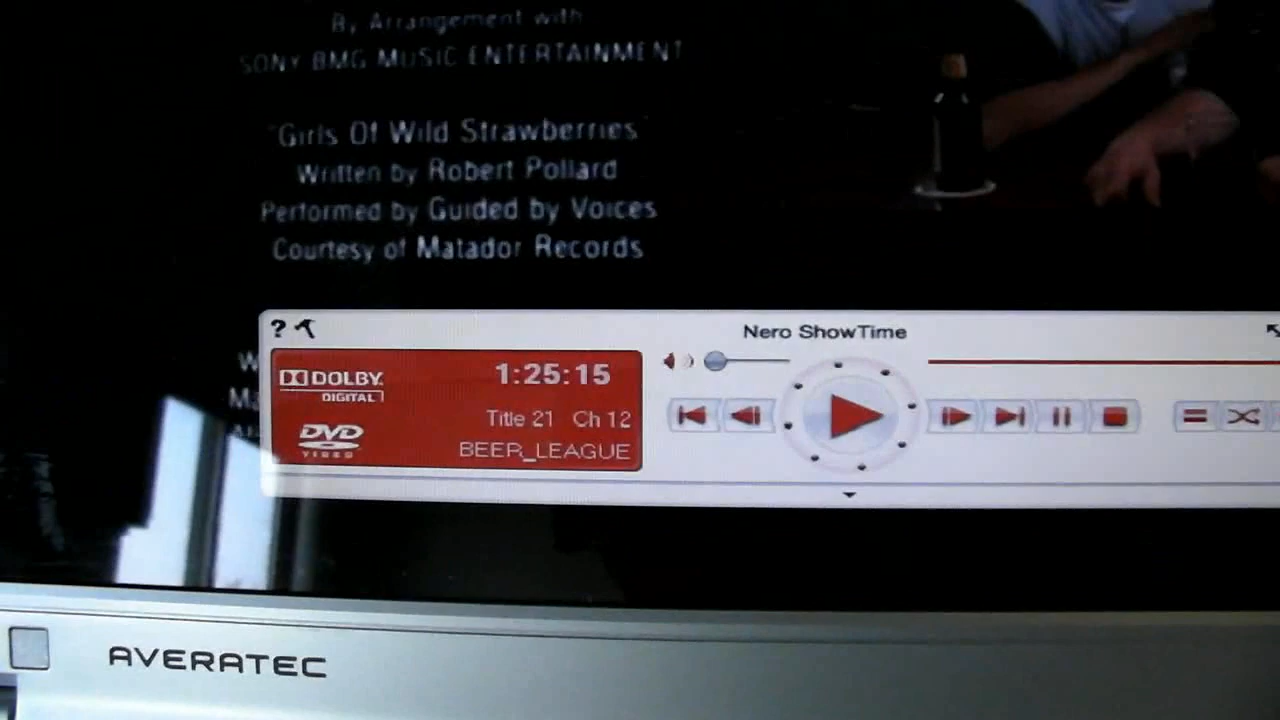 By Arrangement with
SONY BMG MUSIC ENTERTAINMENT
"Girls Of Wild Strawberries"
Written by Robert Pollard
Performed by Guided by Voices
Courtesy of Matador Records
? Nero ShowTime
DOLBY
DIGITAL
1:25:15
Title 21 Ch 12
DVD
VIDEO
BEER_LEAGUE
AVERATEC